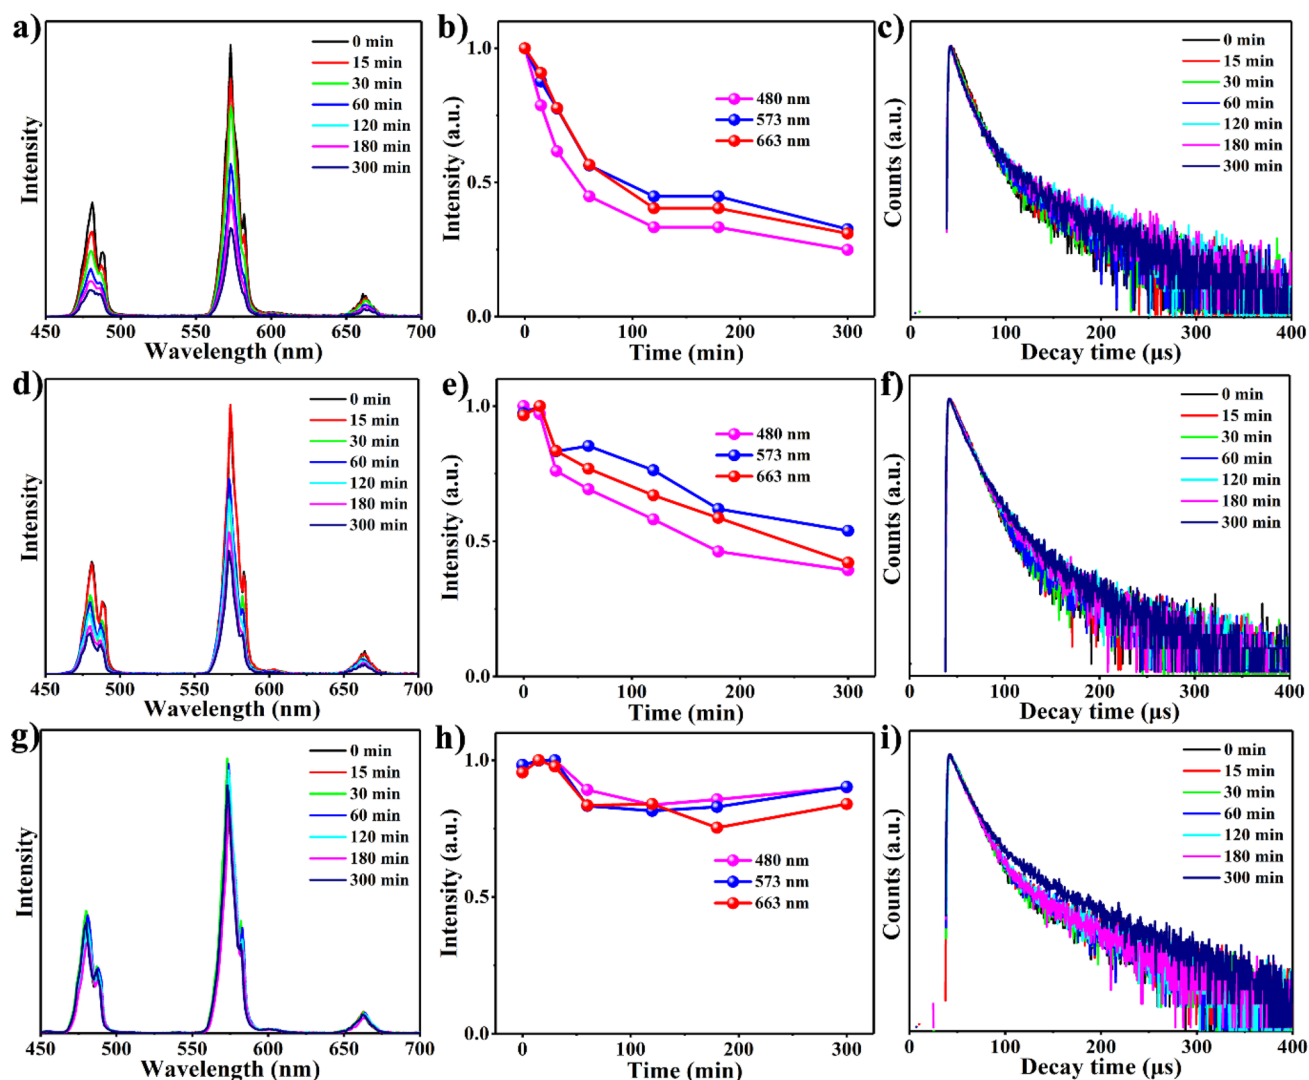 a)
0 min
15 min
30 min
60 min
120 min
180 min
300 min
Intensity
450 500 550 600 650 700
Wavelength (nm)
b)
1.0
0.5
0.0
480 nm
573 nm
663 nm
Intensity (a.u.)
0 100 200 300
Time (min)
c)
0 min
15 min
30 min
60 min
120 min
180 min
300 min
Counts (a.u.)
0 100 200 300 400
Decay time (μs)
d)
0 min
15 min
30 min
60 min
120 min
180 min
300 min
Intensity
450 500 550 600 650 700
Wavelength (nm)
e)
1.0
0.5
0.0
480 nm
573 nm
663 nm
Intensity (a.u.)
0 100 200 300
Time (min)
f)
0 min
15 min
30 min
60 min
120 min
180 min
300 min
Counts (a.u.)
0 100 200 300 400
Decay time (μs)
g)
0 min
15 min
30 min
60 min
120 min
180 min
300 min
Intensity
450 500 550 600 650 700
Wavelength (nm)
h)
1.0
0.5
0.0
480 nm
573 nm
663 nm
Intensity (a.u.)
0 100 200 300
Time (min)
i)
0 min
15 min
30 min
60 min
120 min
180 min
300 min
Counts (a.u.)
0 100 200 300 400
Decay time (μs)